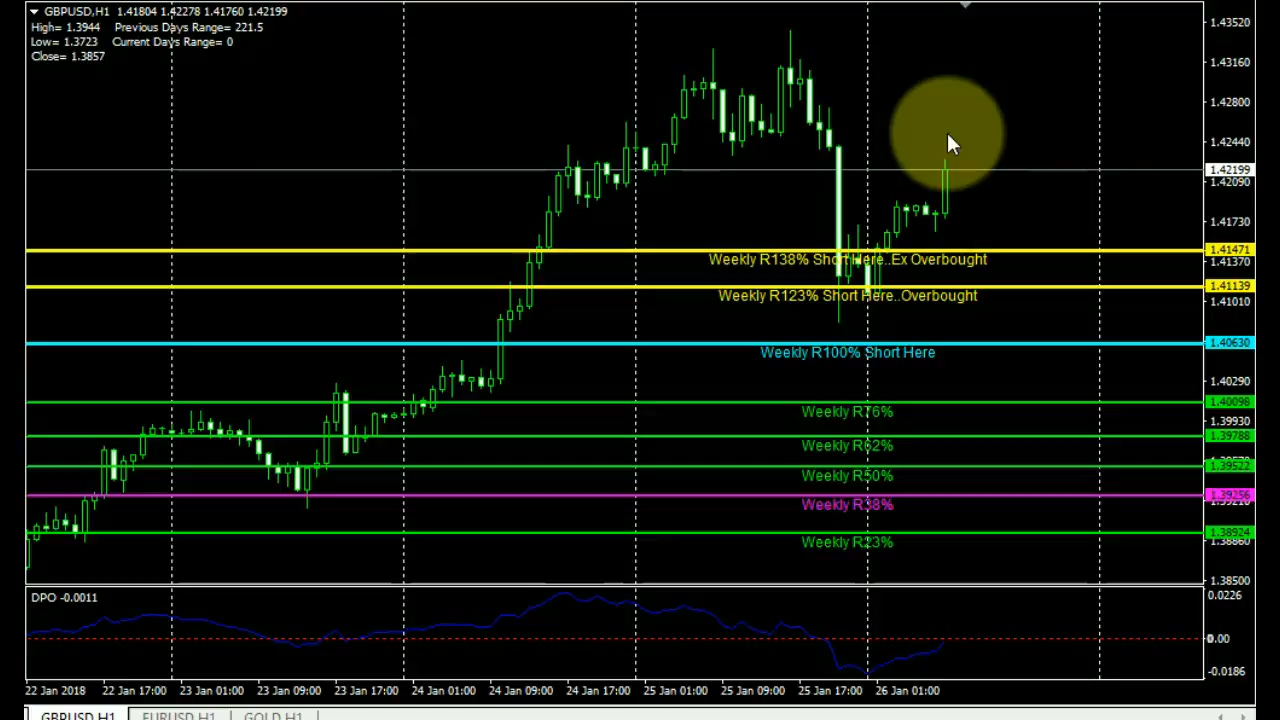 GBPUSD,H1 1.41804 1.42278 1.41760 1.42199
High= 1.3944 Previous Days Range= 221.5
Low= 1.3723 Current Days Range= 0
Close= 1.3857
1.43520
1.43160
1.42800
1.42440
1.42199
1.42090
1.41730
1.41471
Weekly R138% Short Here..Ex Overbought
1.41370
1.41139
Weekly R123% Short Here..Overbought
1.41010
1.40630
Weekly R100% Short Here
1.40290
1.40098
Weekly R76%
1.39930
1.39788
Weekly R62%
1.39522
Weekly R50%
1.39256
Weekly R38%
1.38924
Weekly R23%
1.38860
1.38500
DPO -0.0011
0.0226
0.00
-0.0186
22 Jan 2018 22 Jan 17:00 23 Jan 01:00 23 Jan 09:00 23 Jan 17:00 24 Jan 01:00 24 Jan 09:00 24 Jan 17:00 25 Jan 01:00 25 Jan 09:00 25 Jan 17:00 26 Jan 01:00
GBPUSD,H1 EURUSD,H1 GOLD,H1